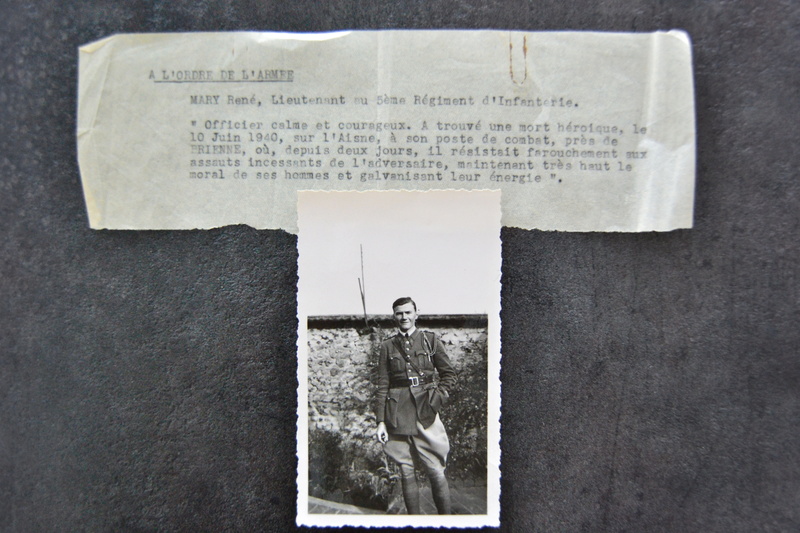 A L'ORDRE DE L'ARMEE
MARY René, Lieutenant au 5ème Régiment d'Infanterie.
" Officier calme et courageux. A trouvé une mort héroique, le
10 Juin 1940, sur l'Aisne, à son poste de combat, près de
BRIENNE, où, depuis deux jours, il résistait farouchement aux
assauts incessants de l'adversaire, maintenant très haut le
moral de ses hommes et galvanisant leur énergie ".